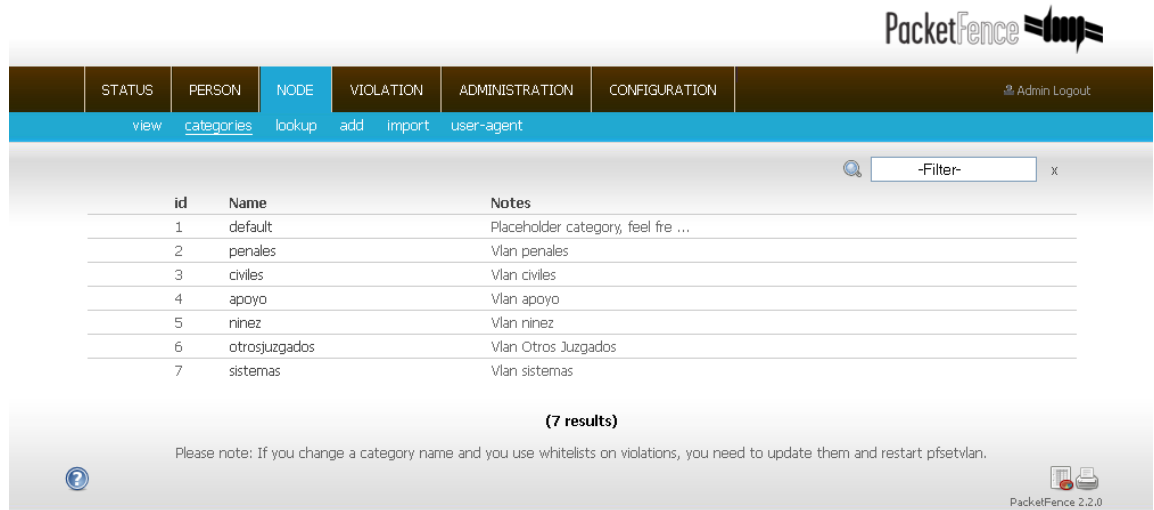 PacketFence
STATUS PERSON NODE VIOLATION ADMINISTRATION CONFIGURATION Admin Logout
view categories lookup add import user-agent
-Filter- x
id Name Notes
1 default Placeholder category, feel fre ...
2 penales Vlan penales
3 civiles Vlan civiles
4 apoyo Vlan apoyo
5 ninez Vlan ninez
6 otrosjuzgados Vlan Otros Juzgados
7 sistemas Vlan sistemas
(7 results)
Please note: If you change a category name and you use whitelists on violations, you need to update them and restart pfsetvlan.
?
PacketFence 2.2.0